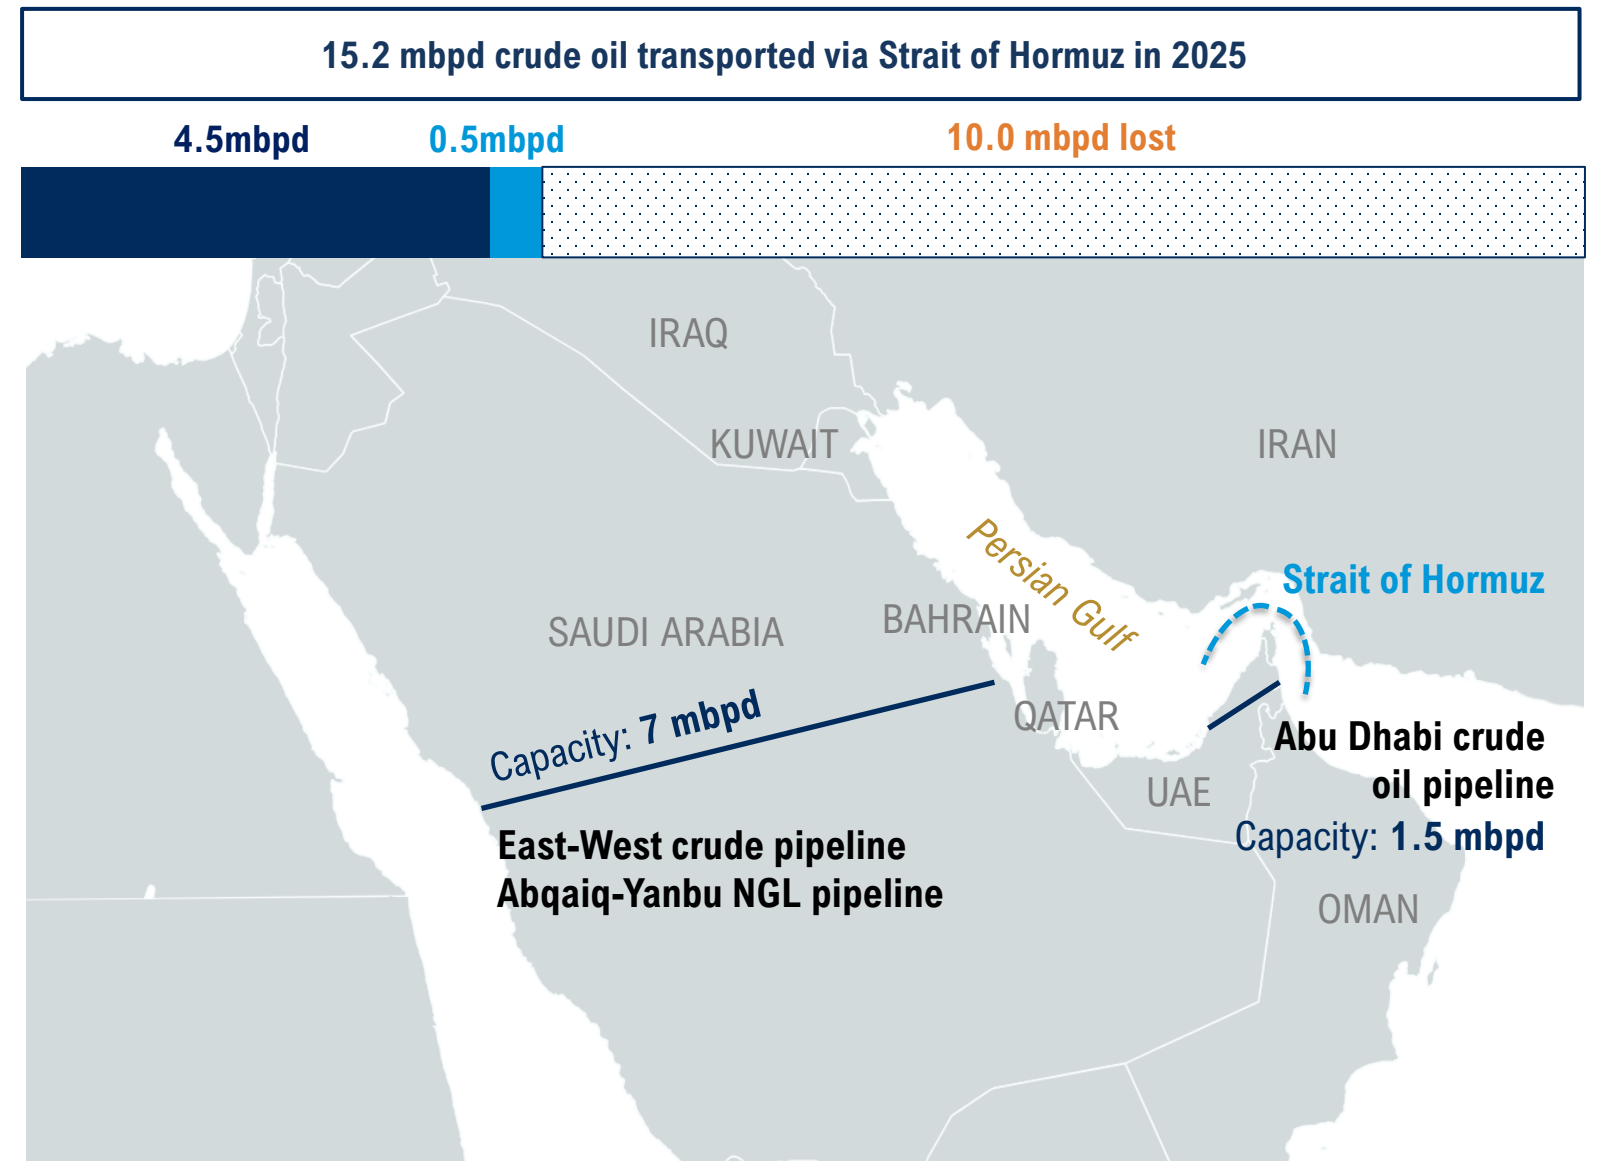 15.2 mbpd crude oil transported via Strait of Hormuz in 2025
4.5mbpd
0.5mbpd
10.0 mbpd lost
IRAQ
KUWAIT
IRAN
Persian Gulf
Strait of Hormuz
BAHRAIN
SAUDI ARABIA
QATAR
Capacity: 7 mbpd
Abu Dhabi crude
oil pipeline
UAE
Capacity: 1.5 mbpd
East-West crude pipeline
Abqaiq-Yanbu NGL pipeline
OMAN